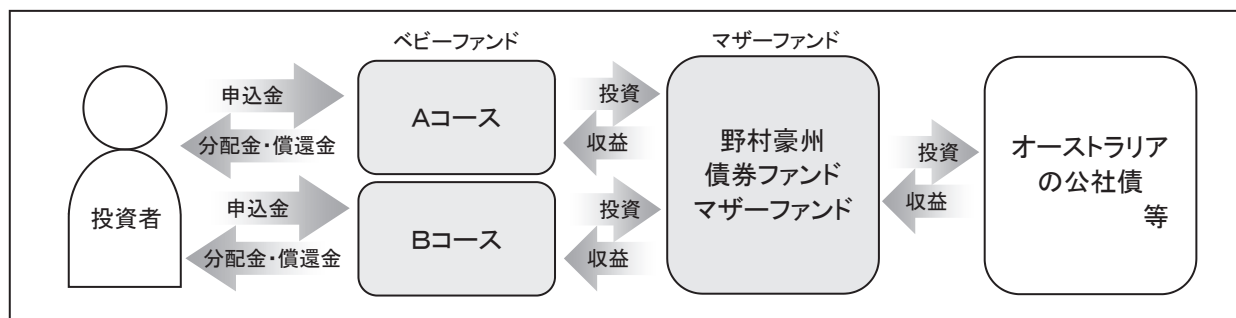 ベビーファンド
マザーファンド
投資者
申込金
分配金・償還金
申込金
分配金・償還金
Aコース
Bコース
投資
収益
投資
収益
野村豪州
債券ファンド
マザーファンド
投資
収益
オーストラリア
の公社債
等